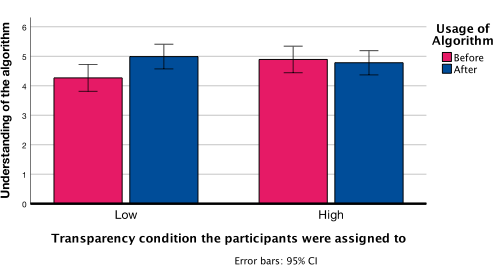 Understanding of the algorithm
6
5
4
3
2
1
0
Low
High
Transparency condition the participants were assigned to
Error bars: 95% CI
Usage of
Algorithm
Before
After